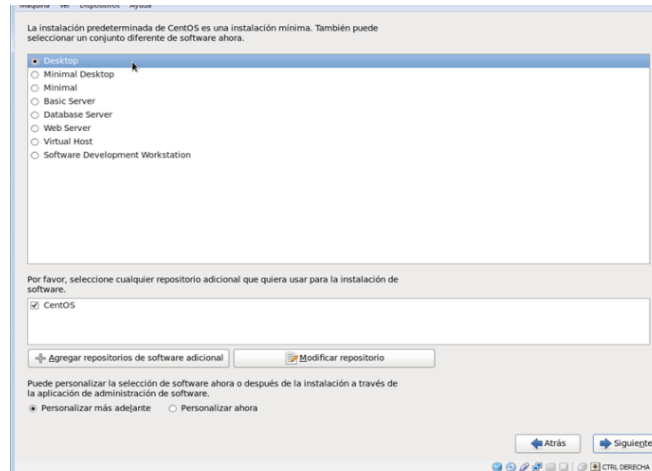 Máquina Ver Dispositivos Ayuda
La instalación predeterminada de CentOS es una instalación mínima. También puede
seleccionar un conjunto diferente de software ahora.
Desktop
Minimal Desktop
Minimal
Basic Server
Database Server
Web Server
Virtual Host
Software Development Workstation
Por favor, seleccione cualquier repositorio adicional que quiera usar para la instalación de
software.
CentOS
Agregar repositorios de software adicional Modificar repositorio
Puede personalizar la selección de software ahora o después de la instalación a través de
la aplicación de administración de software.
Personalizar más adelante Personalizar ahora
Atrás Siguiente
CTRL DERECHA